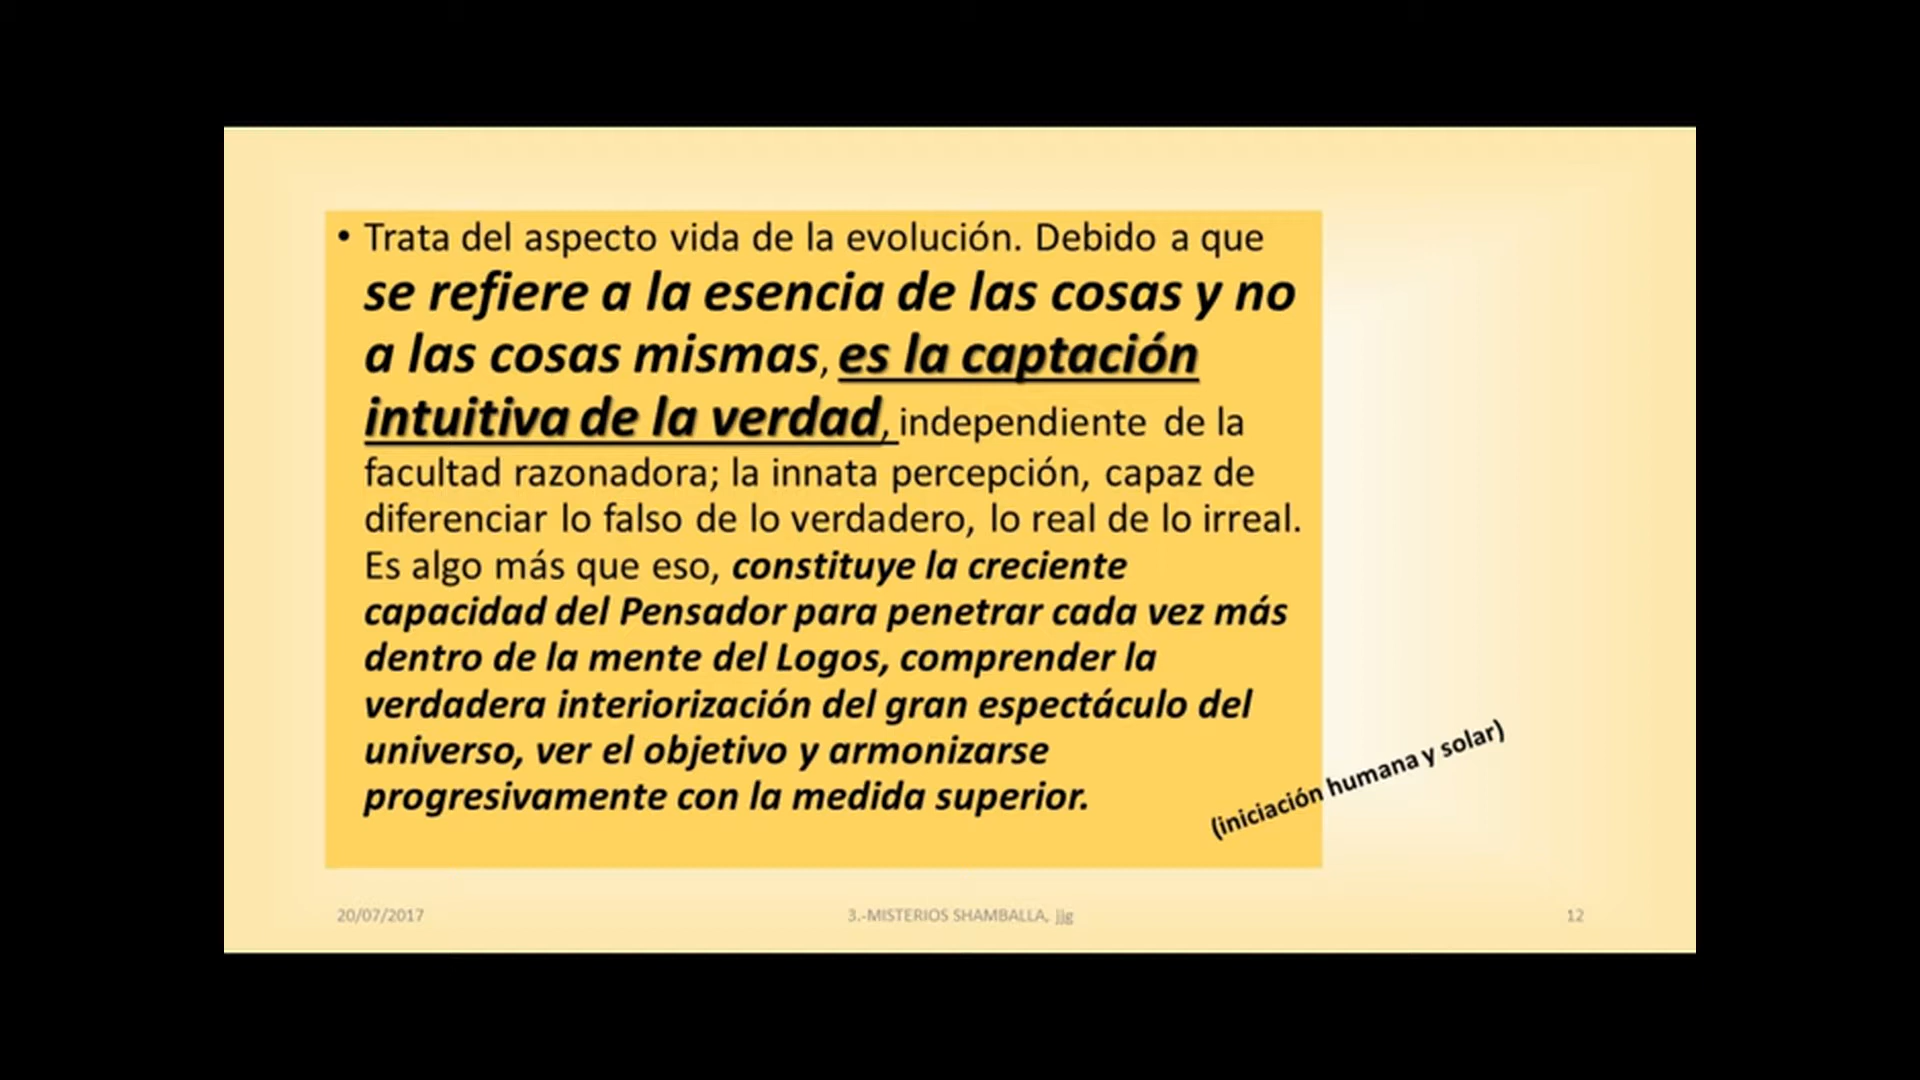 • Trata del aspecto vida de la evolución. Debido a que
se refiere a la esencia de las cosas y no
a las cosas mismas, es la captación
intuitiva de la verdad, independiente de la
facultad razonadora; la innata percepción, capaz de
diferenciar lo falso de lo verdadero, lo real de lo irreal.
Es algo más que eso, constituye la creciente
capacidad del Pensador para penetrar cada vez más
dentro de la mente del Logos, comprender la
verdadera interiorización del gran espectáculo del
universo, ver el objetivo y armonizarse
progresivamente con la medida superior.
(iniciación humana y solar)
20/07/2017
3.-MISTERIOS SHAMBALLA, jjg
12